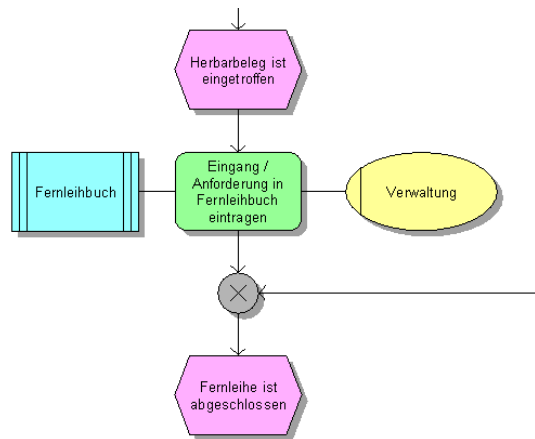 Herbarbeleg ist
eingetroffen
Fernleihbuch
Eingang /
Anforderung in
Fernleihbuch
eintragen
Verwaltung
Fernleihe ist
abgeschlossen